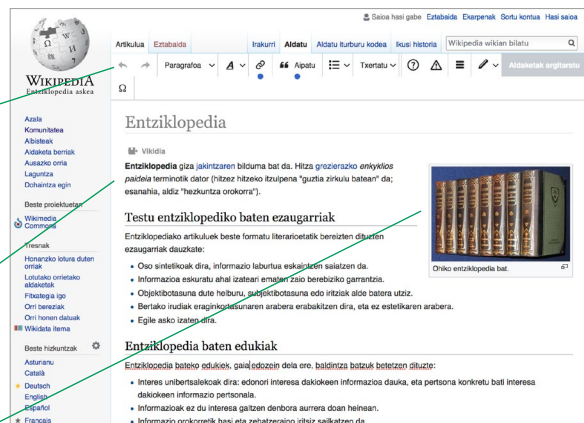 Saioa hasi gabe Eztabaida Ekarpenak Sortu kontua Hasi saioa
Artikulua Eztabaida Irakurri Aldatu Aldatu iturburu kodea Ikusi historia Wikipedia wikian bilatu
WIKIPEDIA
Entziklopedia askea
Paragrafoa A Aipatu Txertatu Aldaketak argitaratu
Ω
Azala
Komunitatea
Albisteak
Aldaketa berriak
Ausazko orria
Laguntza
Dohaintza egin
Beste proiektuetan
Wikimedia
Commons
Tresnak
Honanzko lotura duten
orriak
Lotutako orrietako
aldaketak
Fitxategia igo
Orri bereziak
Orri honen datuak
Wikidata itema
Beste hizkuntzak
Asturianu
Català
Deutsch
English
Español
Français
Entziklopedia
Vikidia
Entziklopedia giza jakintzaren bilduma bat da. Hitza grezierazko enkyklios
paideia terminotik dator (hitzez hitzeko itzulpena "guztia zirkulu batean" da;
esanahia, aldiz "hezkuntza orokorra").
Ohiko entziklopedia bat.
Testu entziklopediko baten ezaugarriak
Entziklopediako artikuluek beste formatu literarioetatik bereizten dituzten
ezaugarriak dauzkate:
• Oso sintetikoak dira, informazio laburtua eskaintzen saiatzen da.
• Informazioa eskuratu ahal izateari ematen zaio berebiziko garrantzia.
• Objektibotasuna dute helburu, subjektibotasuna edo iritziak alde batera utziz.
• Bertako irudiak eraginkortasunaren arabera erabakitzen dira, eta ez estetikaren arabera.
• Egile asko izaten dira.
Entziklopedia baten edukiak
Entziklopedia bateko edukiek, gaia edozein dela ere, baldintza batzuk betetzen dituzte:
• Interes unibertsalekoak dira: edonori interesa dakiokeen informazioa dauka, eta pertsona konkretu bati interesa
dakiokeen informazio pertsonala.
• Informazioak ez du interesa galtzen denbora aurrera doan heinean.
• Informazio orokorretik hasi eta zehatzeraino iritsiz sailkatzen da.